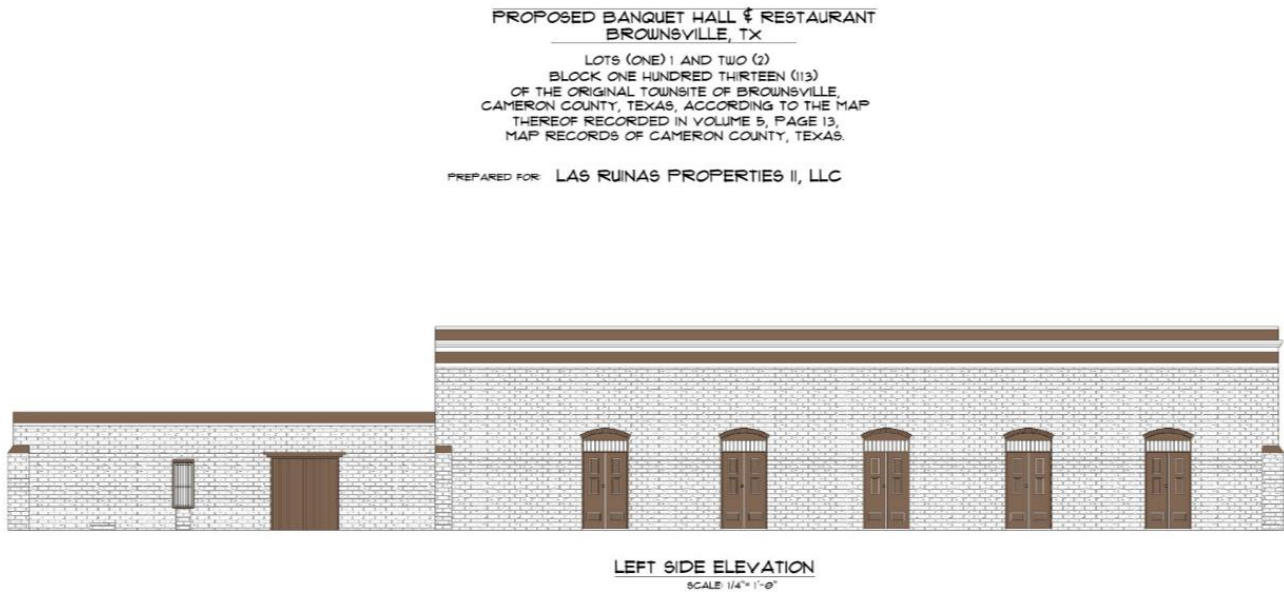 PROPOSED BANQUET HALL & RESTAURANT
BROWNSVILLE, TX
LOTS (ONE) 1 AND TWO (2)
BLOCK ONE HUNDRED THIRTEEN (113)
OF THE ORIGINAL TOWNSITE OF BROWNSVILLE,
CAMERON COUNTY, TEXAS, ACCORDING TO THE MAP
THEREOF RECORDED IN VOLUME 5, PAGE 13,
MAP RECORDS OF CAMERON COUNTY, TEXAS.
PREPARED FOR: LAS RUINAS PROPERTIES II, LLC
LEFT SIDE ELEVATION
SCALE: 1/4"= 1'-0"